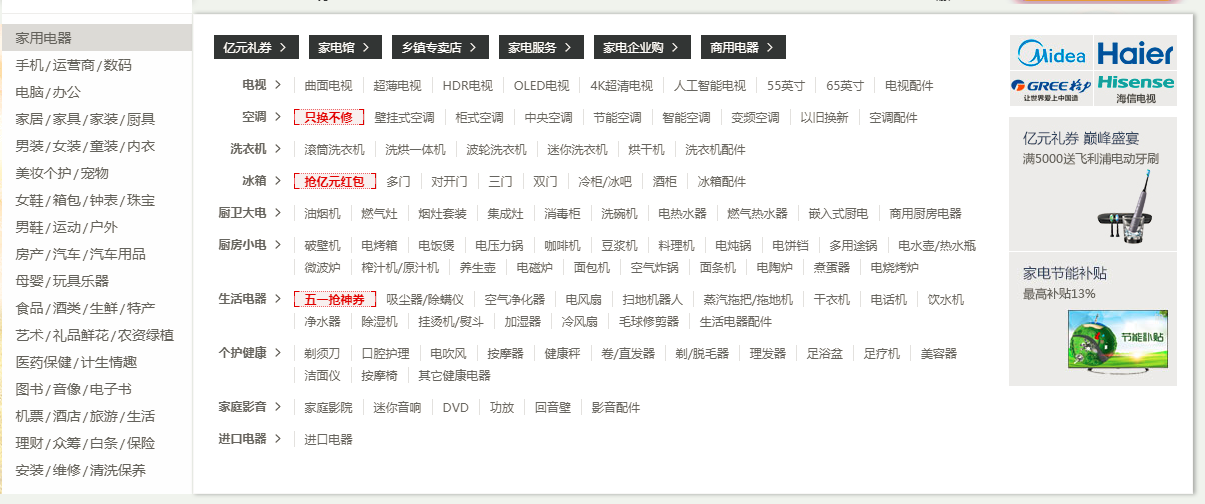 家用电器
手机/运营商/数码
电脑/办公
家居/家具/家装/厨具
男装/女装/童装/内衣
美妆个护/宠物
女鞋/箱包/钟表/珠宝
男鞋/运动/户外
房产/汽车/汽车用品
母婴/玩具乐器
食品/酒类/生鲜/特产
艺术/礼品鲜花/农资绿植
医药保健/计生情趣
图书/音像/电子书
机票/酒店/旅游/生活
理财/众筹/白条/保险
安装/维修/清洗保养
亿元礼券 > 家电馆 > 乡镇专卖店 > 家电服务 > 家电企业购 > 商用电器 >
电视 > 曲面电视 超薄电视 HDR电视 OLED电视 4K超清电视 人工智能电视 55英寸 65英寸 电视配件
空调 > 只换不修 壁挂式空调 柜式空调 中央空调 节能空调 智能空调 变频空调 以旧换新 空调配件
洗衣机 > 滚筒洗衣机 洗烘一体机 波轮洗衣机 迷你洗衣机 烘干机 洗衣机配件
冰箱 > 抢亿元红包 多门 对开门 三门 双门 冷柜/冰吧 酒柜 冰箱配件
厨卫大电 > 油烟机 燃气灶 烟灶套装 集成灶 消毒柜 洗碗机 电热水器 燃气热水器 嵌入式厨电 商用厨房电器
厨房小电 > 破壁机 电烤箱 电饭煲 电压力锅 咖啡机 豆浆机 料理机 电炖锅 电饼铛 多用途锅 电水壶/热水瓶
微波炉 榨汁机/原汁机 养生壶 电磁炉 面包机 空气炸锅 面条机 电陶炉 煮蛋器 电烧烤炉
生活电器 > 五一抢神券 吸尘器/除螨仪 空气净化器 电风扇 扫地机器人 蒸汽拖把/拖地机 干衣机 电话机 饮水机
净水器 除湿机 挂烫机/熨斗 加湿器 冷风扇 毛球修剪器 生活电器配件
个护健康 > 剃须刀 口腔护理 电吹风 按摩器 健康秤 卷/直发器 剃/脱毛器 理发器 足浴盆 足疗机 美容器
洁面仪 按摩椅 其它健康电器
家庭影音 > 家庭影院 迷你音响 DVD 功放 回音壁 影音配件
进口电器 > 进口电器
Midea Haier
GREE格力 Hisense
让世界爱上中国造 海信电视
亿元礼券 巅峰盛宴
满5000送飞利浦电动牙刷
家电节能补贴
最高补贴13%
节能补贴